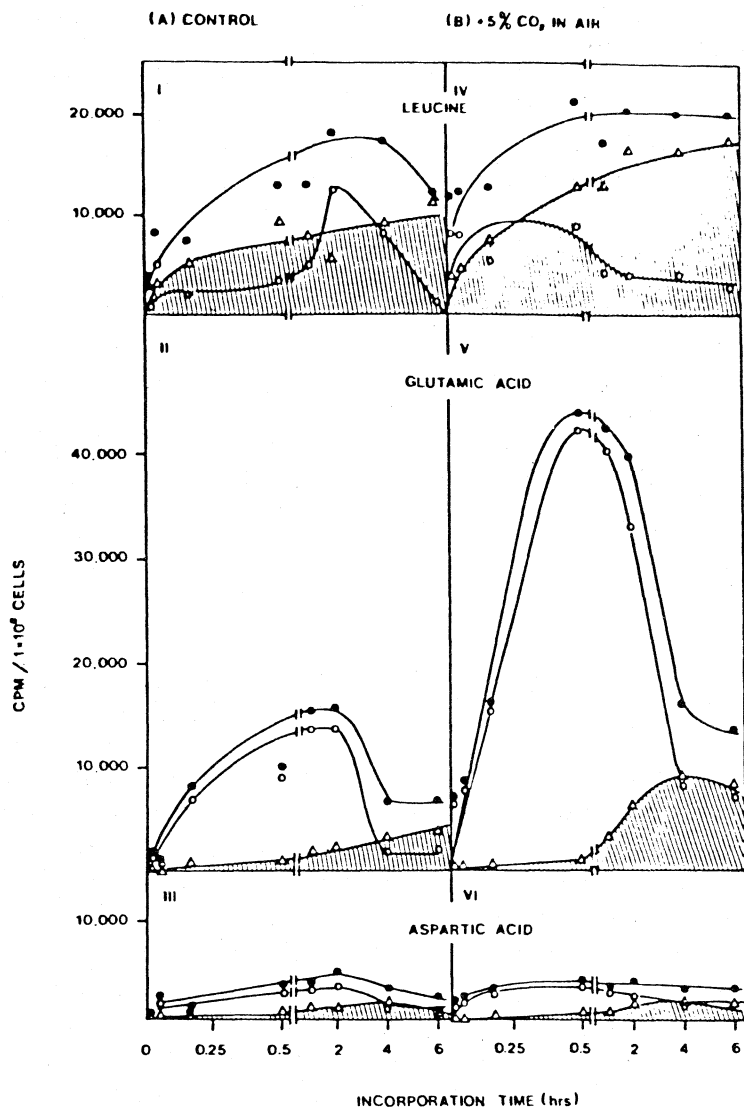 (A) CONTROL
(B) +5% CO2 IN AIR
I
IV
LEUCINE
20.000
10.000
II
V
GLUTAMIC ACID
40.000
30.000
20.000
10.000
CPM / 1×10⁸ CELLS
III
VI
ASPARTIC ACID
10.000
0 0.25 0.5 2 4 6 0.25 0.5 2 4 6
INCORPORATION TIME (hrs)